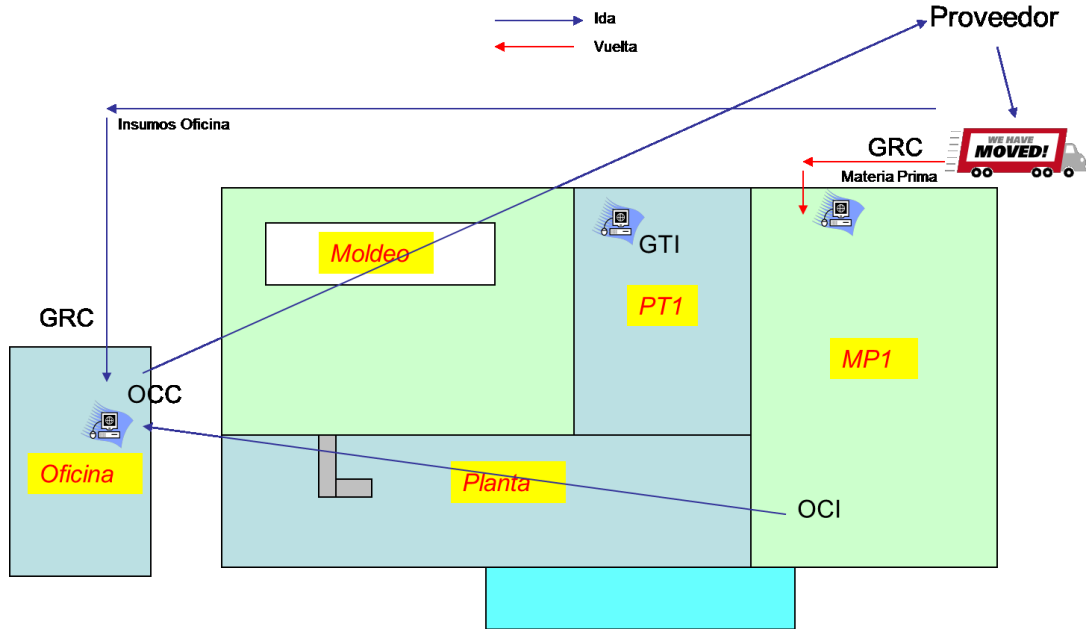 Ida
Proveedor
Vuelta
Insumos Oficina
WE HAVE
MOVED!
GRC
Materia Prima
GTI
Moldeo
PT1
GRC
MP1
OCC
Oficina
Planta
OCI